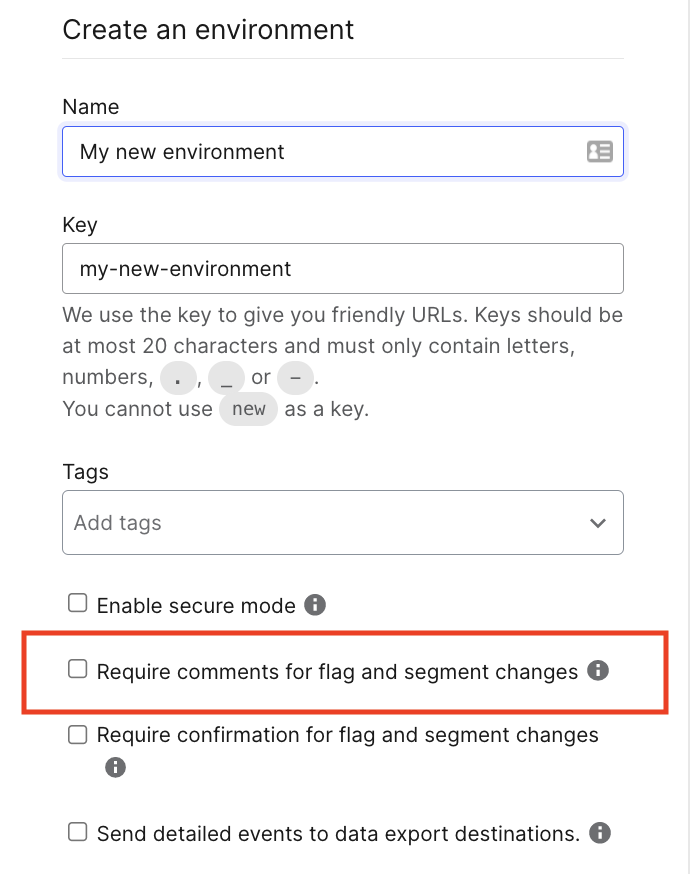 Create an environment
Name
My new environment
Key
my-new-environment
We use the key to give you friendly URLs. Keys should be
at most 20 characters and must only contain letters,
numbers, . , _ or - .
You cannot use new as a key.
Tags
Add tags
Enable secure mode
Require comments for flag and segment changes
Require confirmation for flag and segment changes
Send detailed events to data export destinations.